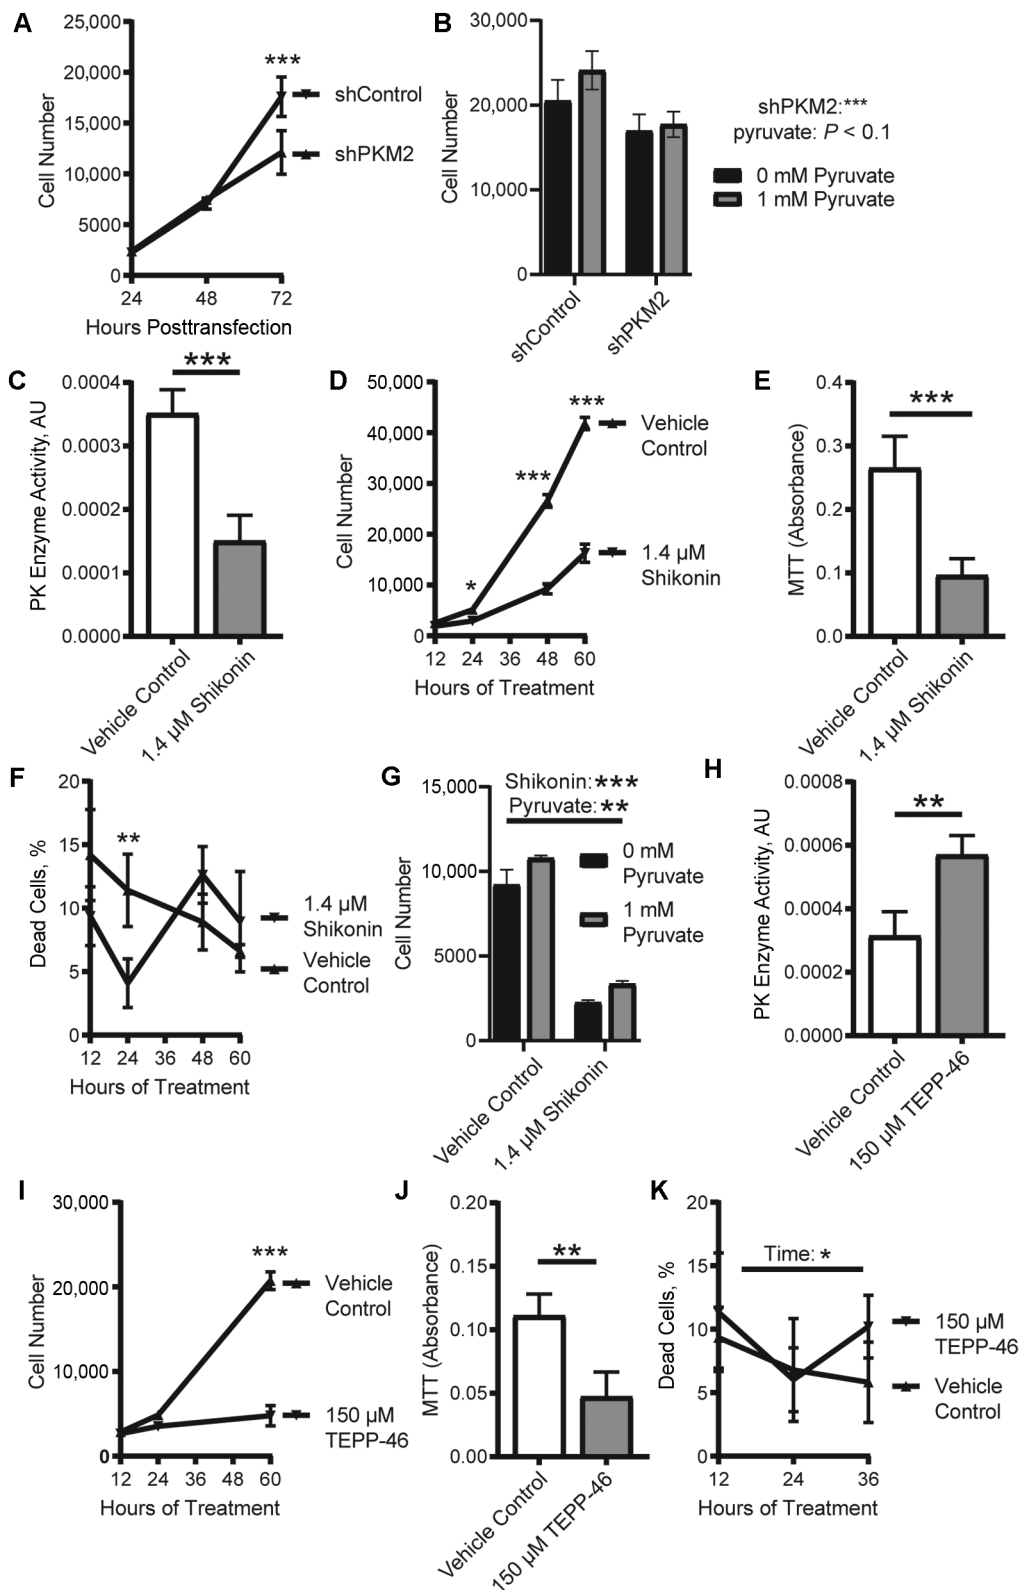 A
25,000
20,000
15,000
10,000
5000
0
Cell Number
***
shControl
shPKM2
24 48 72
Hours Posttransfection
B
30,000
20,000
10,000
0
Cell Number
shPKM2:***
pyruvate: P < 0.1
0 mM Pyruvate
1 mM Pyruvate
shControl
shPKM2
C
0.0004
0.0003
0.0002
0.0001
0.0000
PK Enzyme Activity, AU
***
Vehicle Control
1.4 µM Shikonin
D
50,000
40,000
30,000
20,000
10,000
0
Cell Number
*
***
***
Vehicle
Control
1.4 µM
Shikonin
12 24 36 48 60
Hours of Treatment
E
0.4
0.3
0.2
0.1
0.0
MTT (Absorbance)
***
Vehicle Control
1.4 µM Shikonin
F
20
15
10
5
0
Dead Cells, %
**
1.4 µM
Shikonin
Vehicle
Control
12 24 36 48 60
Hours of Treatment
G
15,000
10,000
5000
0
Cell Number
Shikonin:***
Pyruvate:**
0 mM
Pyruvate
1 mM
Pyruvate
Vehicle Control
1.4 µM Shikonin
H
0.0008
0.0006
0.0004
0.0002
0.0000
PK Enzyme Activity, AU
**
Vehicle Control
150 µM TEPP-46
I
30,000
20,000
10,000
0
Cell Number
***
Vehicle
Control
150 µM
TEPP-46
12 24 36 48 60
Hours of Treatment
J
0.20
0.15
0.10
0.05
0.00
MTT (Absorbance)
**
Vehicle Control
150 µM TEPP-46
K
20
15
10
5
0
Dead Cells, %
Time: *
150 µM
TEPP-46
Vehicle
Control
12 24 36
Hours of Treatment